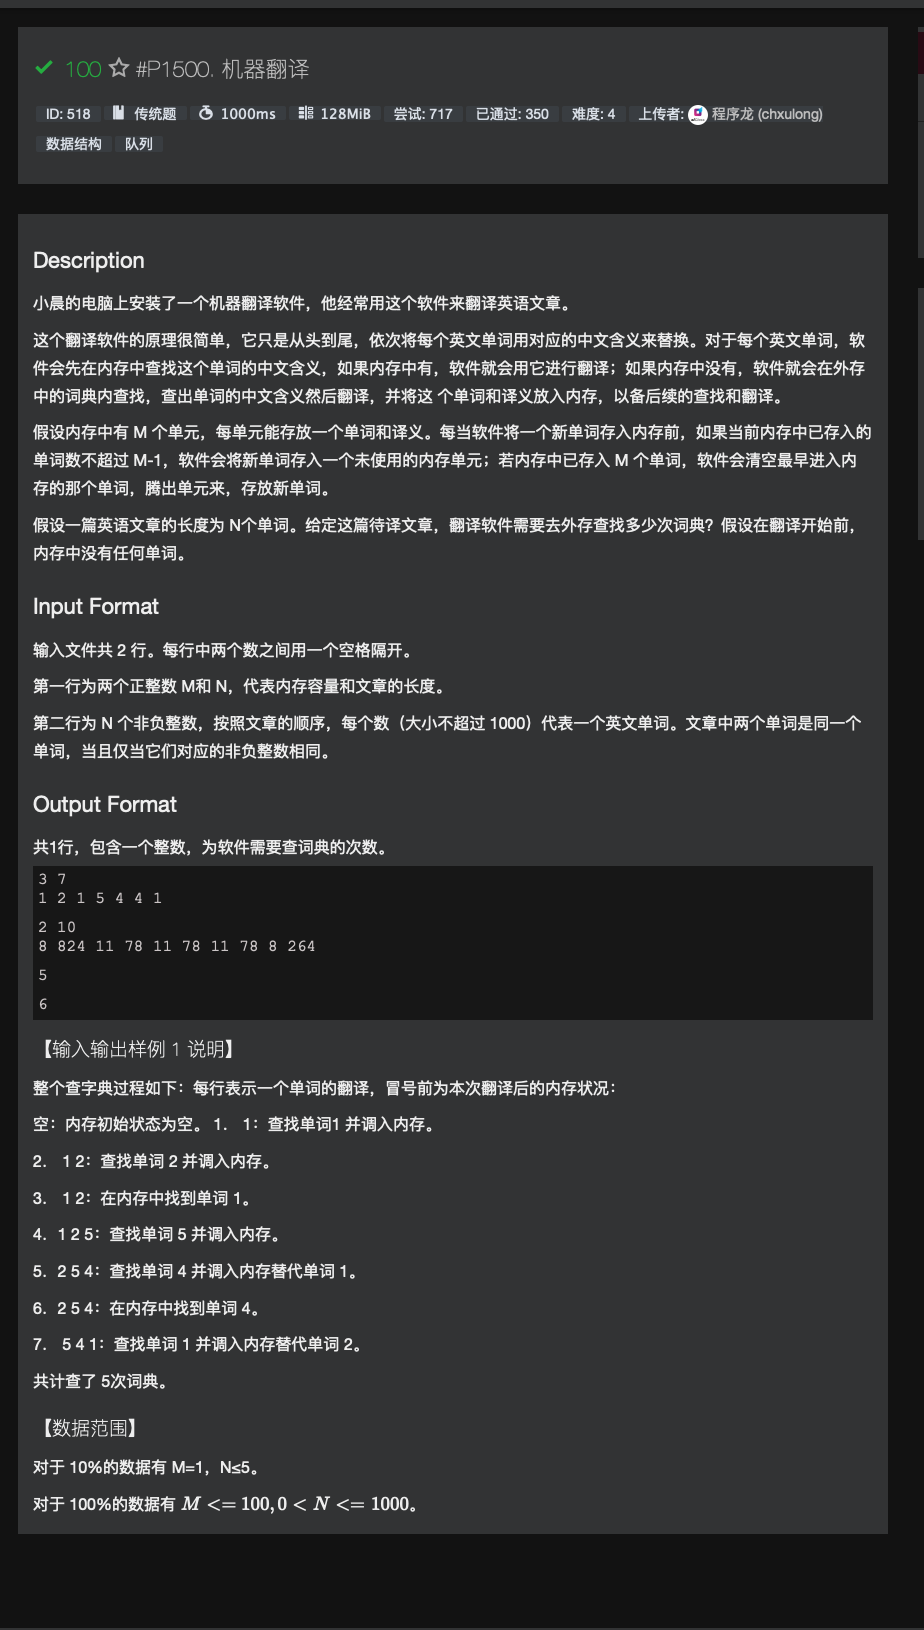 100 #P1500. 机器翻译
ID: 518 传统题 1000ms 128MiB 尝试: 717 已通过: 350 难度: 4 上传者: 程序龙 (chxulong)
数据结构 队列
Description
小晨的电脑上安装了一个机器翻译软件，他经常用这个软件来翻译英语文章。
这个翻译软件的原理很简单，它只是从头到尾，依次将每个英文单词用对应的中文含义来替换。对于每个英文单词，软
件会先在内存中查找这个单词的中文含义，如果内存中有，软件就会用它进行翻译；如果内存中没有，软件就会在外存
中的词典内查找，查出单词的中文含义然后翻译，并将这 个单词和译义放入内存，以备后续的查找和翻译。
假设内存中有 M 个单元，每单元能存放一个单词和译义。每当软件将一个新单词存入内存前，如果当前内存中已存入的
单词数不超过 M-1，软件会将新单词存入一个未使用的内存单元；若内存中已存入 M 个单词，软件会清空最早进入内
存的那个单词，腾出单元来，存放新单词。
假设一篇英语文章的长度为 N个单词。给定这篇待译文章，翻译软件需要去外存查找多少次词典？假设在翻译开始前，
内存中没有任何单词。
Input Format
输入文件共 2 行。每行中两个数之间用一个空格隔开。
第一行为两个正整数 M和 N，代表内存容量和文章的长度。
第二行为 N 个非负整数，按照文章的顺序，每个数（大小不超过 1000）代表一个英文单词。文章中两个单词是同一个
单词，当且仅当它们对应的非负整数相同。
Output Format
共1行，包含一个整数，为软件需要查词典的次数。
3 7
1 2 1 5 4 4 1
2 10
8 824 11 78 11 78 11 78 8 264
5
6
【输入输出样例 1 说明】
整个查字典过程如下：每行表示一个单词的翻译，冒号前为本次翻译后的内存状况：
空：内存初始状态为空。 1. 1：查找单词1 并调入内存。
2. 1 2：查找单词 2 并调入内存。
3. 1 2：在内存中找到单词 1。
4. 1 2 5：查找单词 5 并调入内存。
5. 2 5 4：查找单词 4 并调入内存替代单词 1。
6. 2 5 4：在内存中找到单词 4。
7. 5 4 1：查找单词 1 并调入内存替代单词 2。
共计查了 5次词典。
【数据范围】
对于 10%的数据有 M=1，N≤5。
对于 100%的数据有 M <= 100, 0 < N <= 1000。